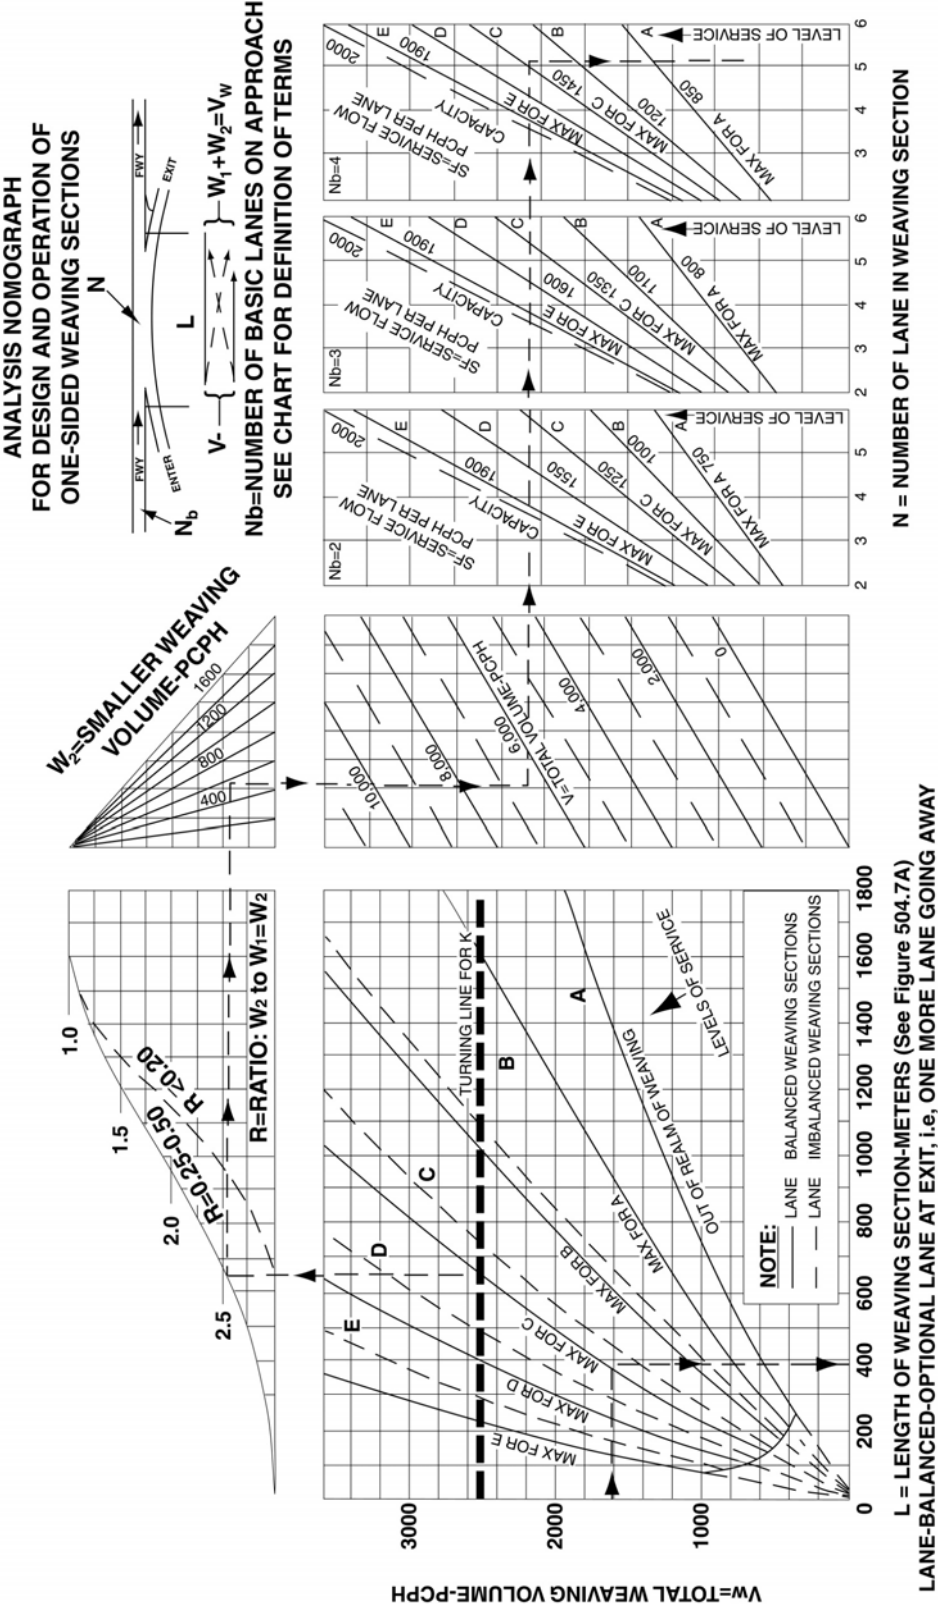 ANALYSIS NOMOGRAPH
FOR DESIGN AND OPERATION OF
ONE-SIDED WEAVING SECTIONS
N
FWY
FWY
Nb
ENTER
EXIT
L
V-
W1+W2=VW
Nb=NUMBER OF BASIC LANES ON APPROACH
SEE CHART FOR DEFINITION OF TERMS
W2=SMALLER WEAVING
VOLUME-PCPH
400
800
1200
1600
1.0
1.5
2.0
2.5
R=0.25-0.50
R <0.20
R=RATIO: W2 to W1=W2
Vw=TOTAL WEAVING VOLUME-PCPH
3000
2000
1000
TURNING LINE FOR K
E
D
C
B
A
MAX FOR E
MAX FOR D
MAX FOR C
MAX FOR B
MAX FOR A
OUT OF REALM OF WEAVING
LEVELS OF SERVICE
NOTE:
LANE BALANCED WEAVING SECTIONS
LANE IMBALANCED WEAVING SECTIONS
0 200 400 600 800 1000 1200 1400 1600 1800
L = LENGTH OF WEAVING SECTION-METERS (See Figure 504.7A)
LANE-BALANCED-OPTIONAL LANE AT EXIT, i.e, ONE MORE LANE GOING AWAY
10,000
8,000
6,000
V=TOTAL VOLUME-PCPH
4,000
2,000
0
Nb=2
SF=SERVICE FLOW
PCPH PER LANE
CAPACITY
2000
E
1900
D
1550
C
1250
B
1000
A
MAX FOR E
MAX FOR C
MAX FOR A 750
LEVEL OF SERVICE
2 3 4 5
Nb=3
SF=SERVICE FLOW
PCPH PER LANE
CAPACITY
2000
E
1900
D
1600
C
MAX FOR E
MAX FOR C 1350
B
1100
A
800
MAX FOR A
LEVEL OF SERVICE
2 3 4 5 6
Nb=4
SF=SERVICE FLOW
PCPH PER LANE
CAPACITY
2000
E
1900
D
C
MAX FOR E
1450
B
MAX FOR C
1200
A
850
MAX FOR A
LEVEL OF SERVICE
3 4 5 6
N = NUMBER OF LANE IN WEAVING SECTION